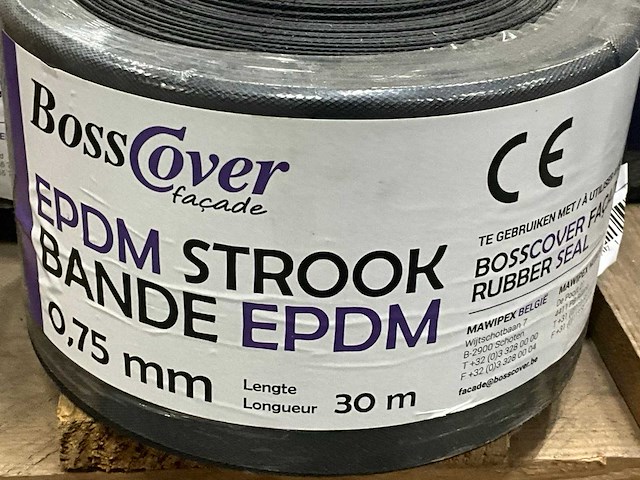 BossCover
façade
EPDM STROOK
BANDE EPDM
0,75 mm
Lengte
Longueur
30 m
CE
TE GEBRUIKEN MET / À UTILISER
BOSSCOVER
RUBBER SEAL
MAWIPEX BELGIË
Wijtschotbaan 7
B-2900 Schoten
T +32 (0)3 328 00 00
F +32 (0)3 328 00 04
facade@bosscover.be
MAWIPEX